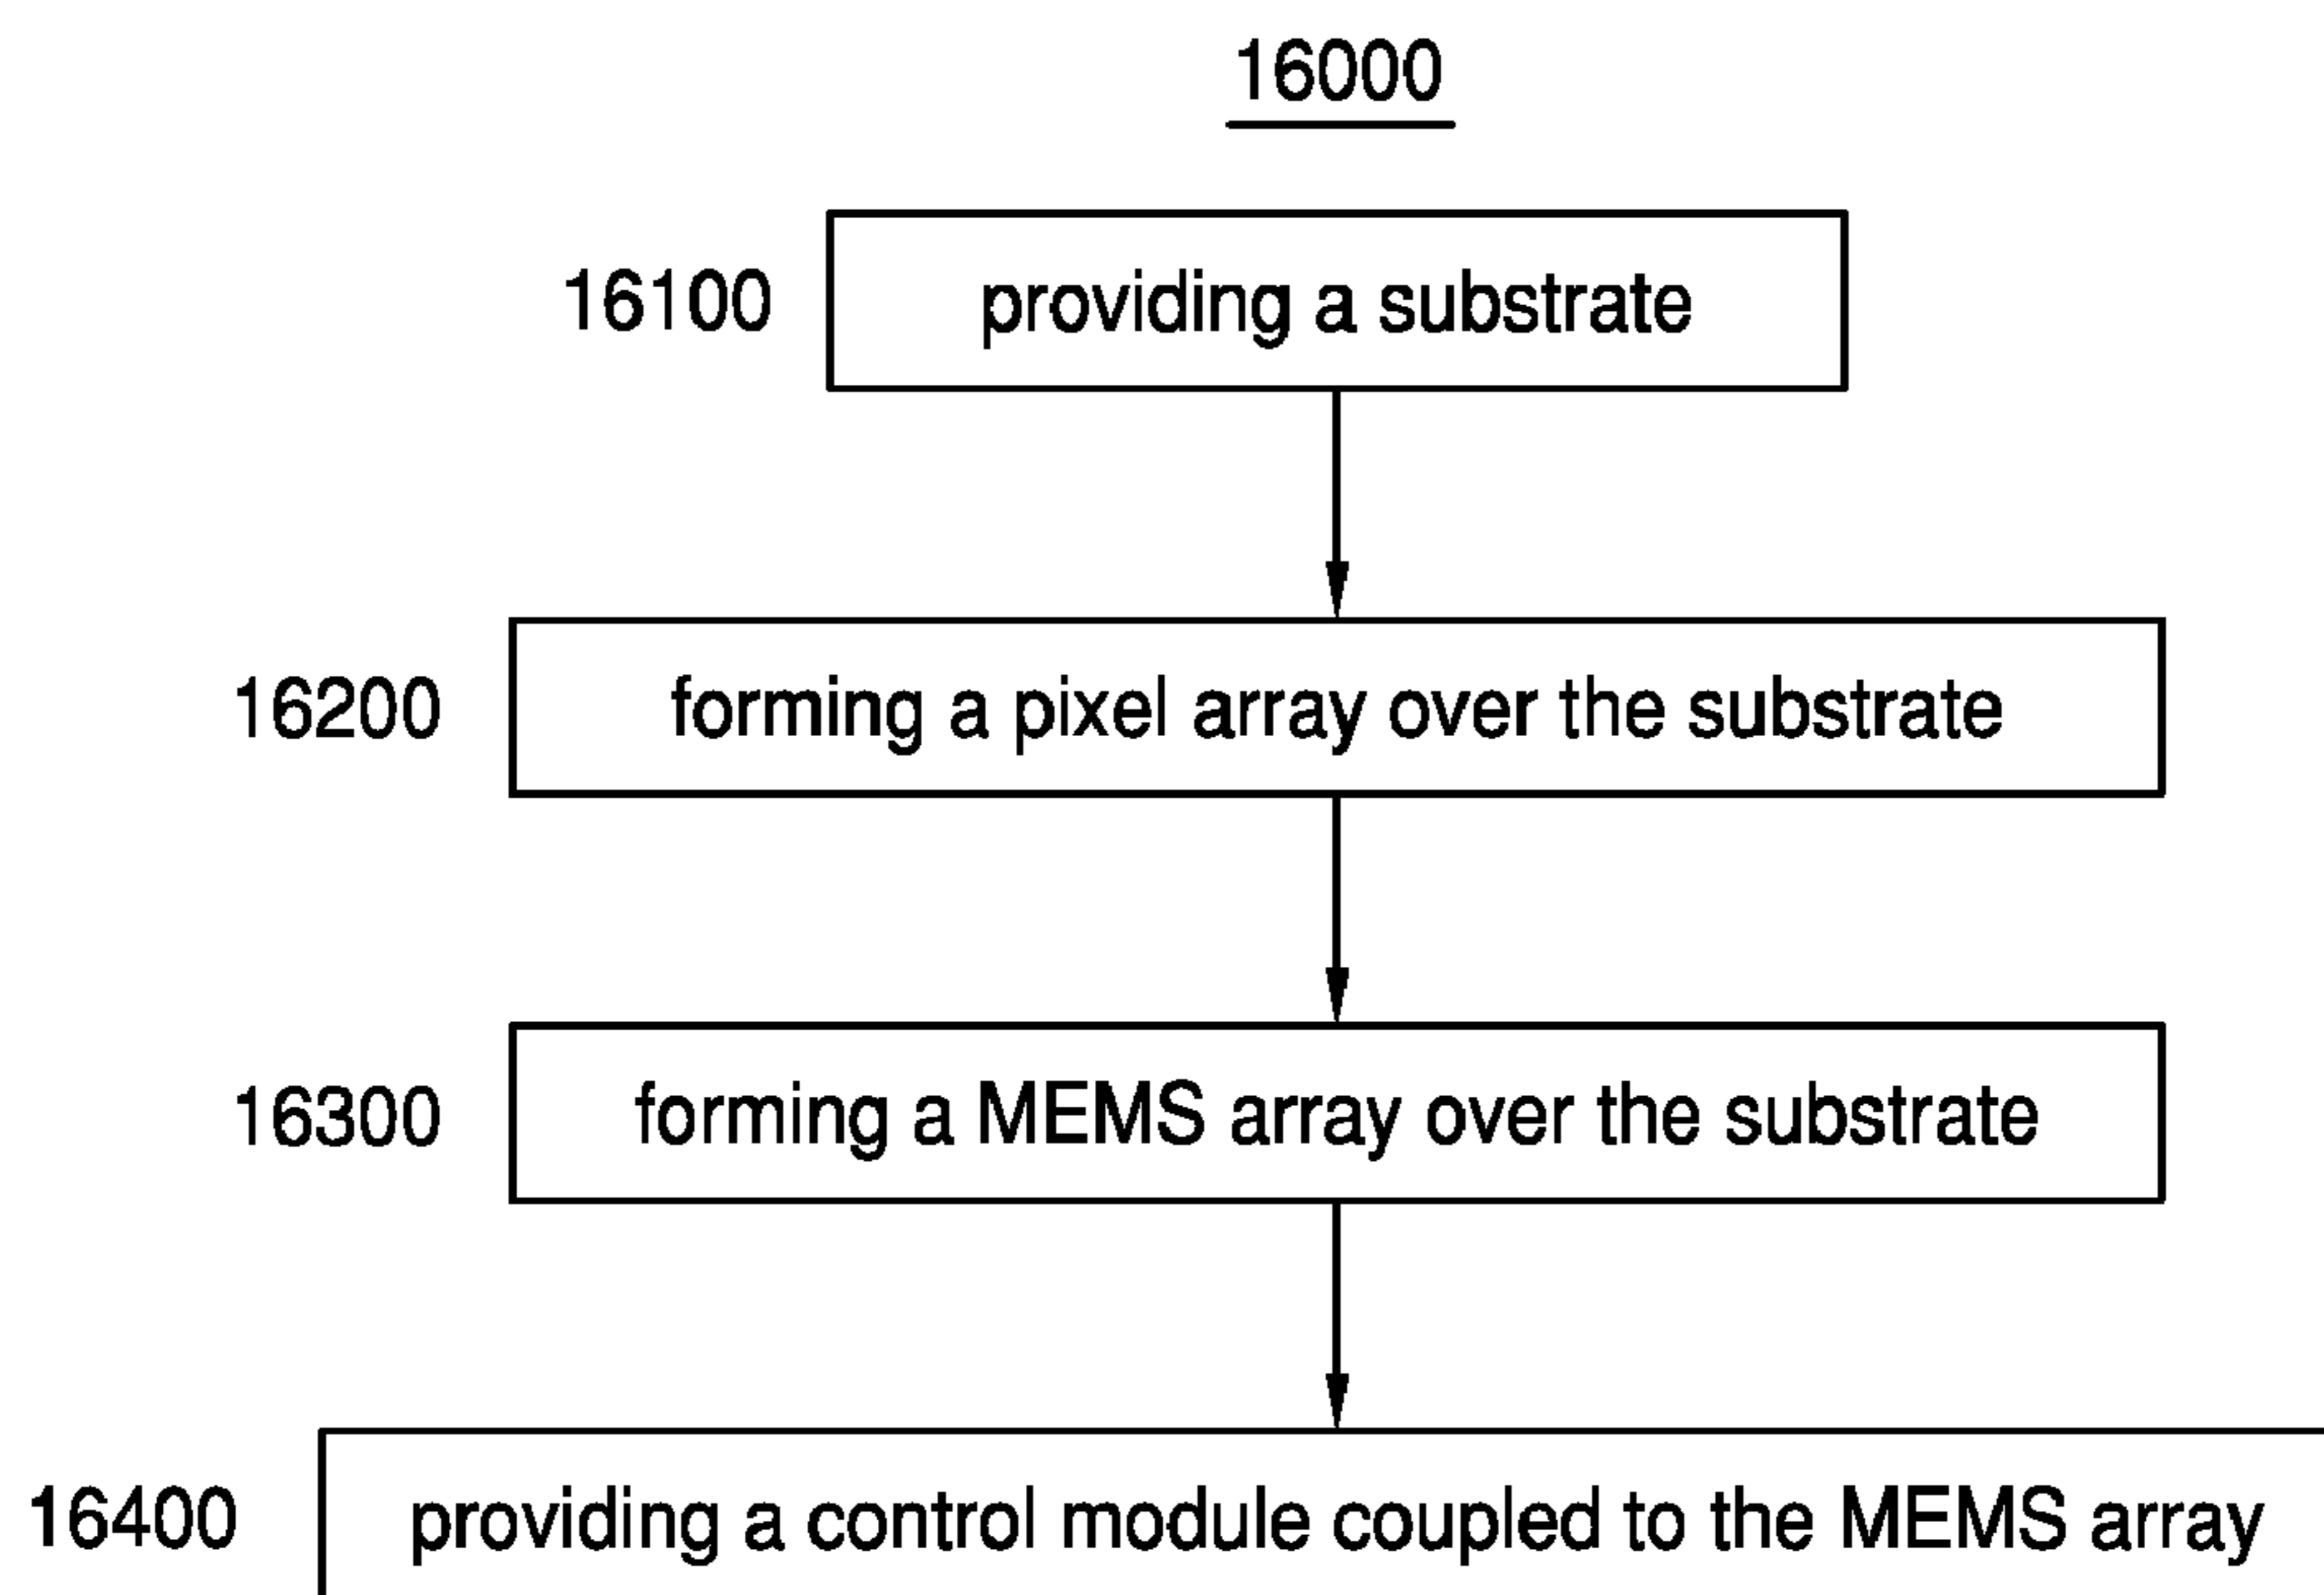 16000
16100 providing a substrate
16200 forming a pixel array over the substrate
16300 forming a MEMS array over the substrate
16400 providing a control module coupled to the MEMS array